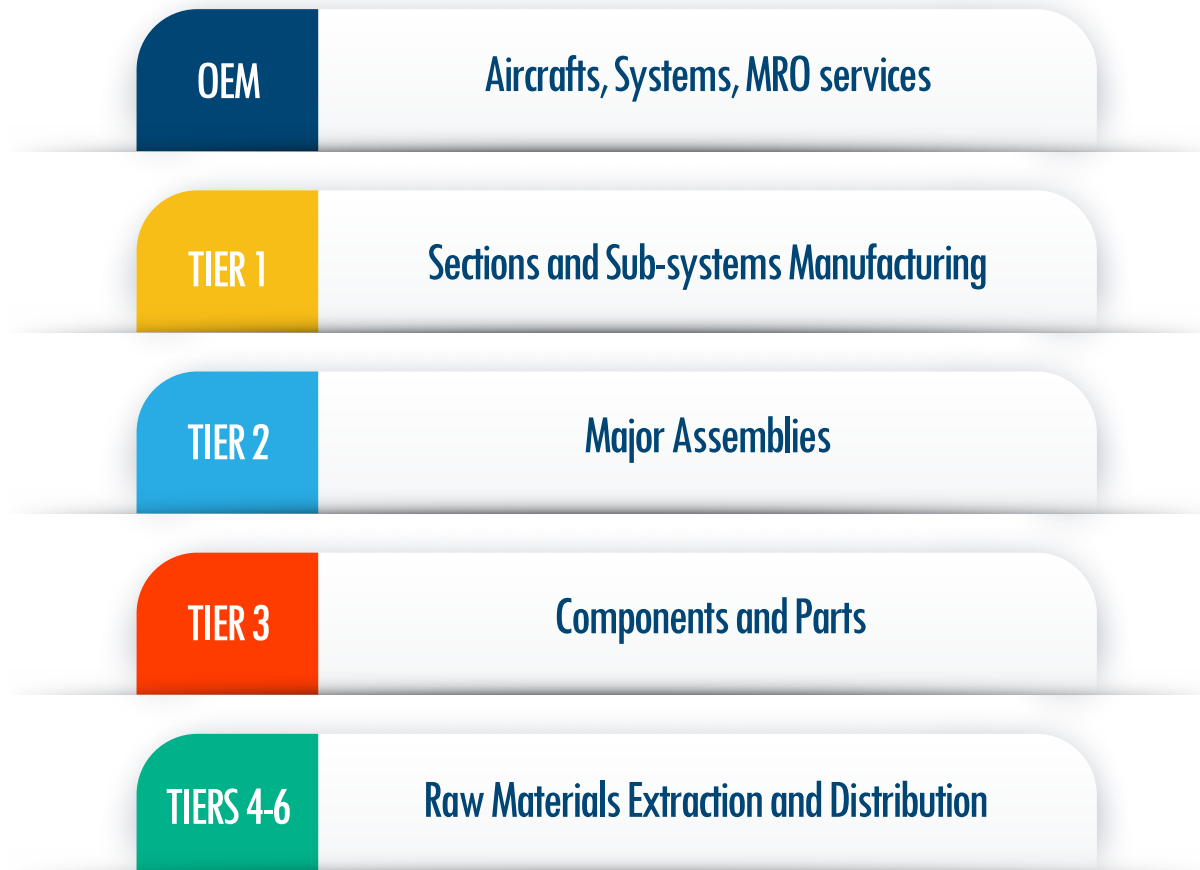 OEM
Aircrafts, Systems, MRO services
TIER 1
Sections and Sub-systems Manufacturing
TIER 2
Major Assemblies
TIER 3
Components and Parts
TIERS 4-6
Raw Materials Extraction and Distribution